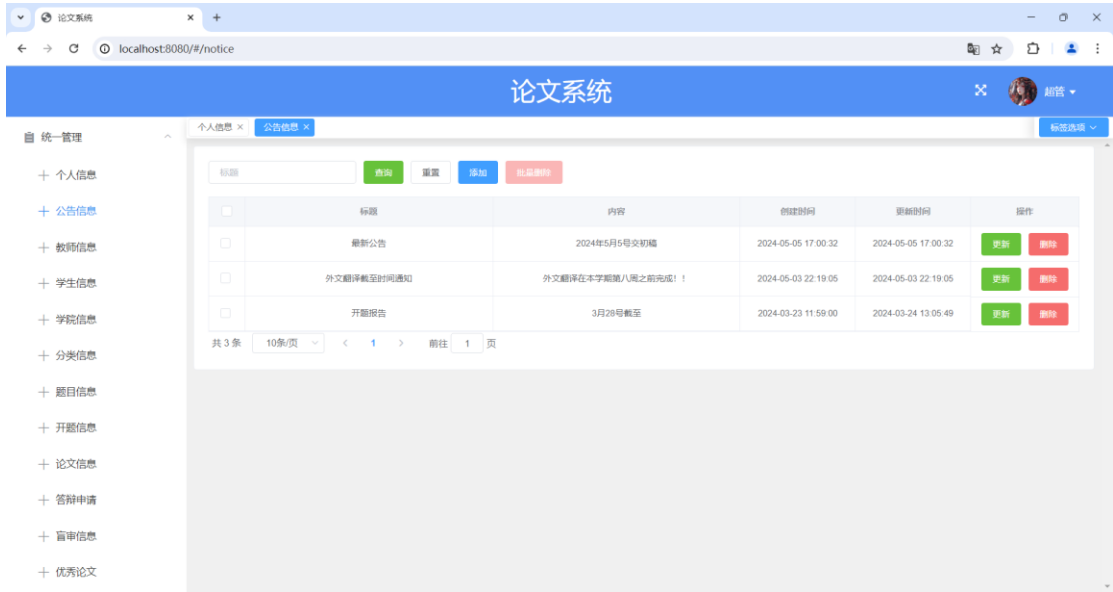 论文系统
localhost:8080/#/notice
论文系统
超管
统一管理
个人信息
公告信息
教师信息
学生信息
学院信息
分类信息
题目信息
开题信息
论文信息
答辩申请
盲审信息
优秀论文
个人信息 × 公告信息 × 标签选项
标题 查询 重置 添加 批量删除
标题 内容 创建时间 更新时间 操作
最新公告 2024年5月5号交初稿 2024-05-05 17:00:32 2024-05-05 17:00:32 更新 删除
外文翻译截至时间通知 外文翻译在本学期第八周之前完成！！ 2024-05-03 22:19:05 2024-05-03 22:19:05 更新 删除
开题报告 3月28号截至 2024-03-23 11:59:00 2024-03-24 13:05:49 更新 删除
共 3 条 10条/页 < 1 > 前往 1 页